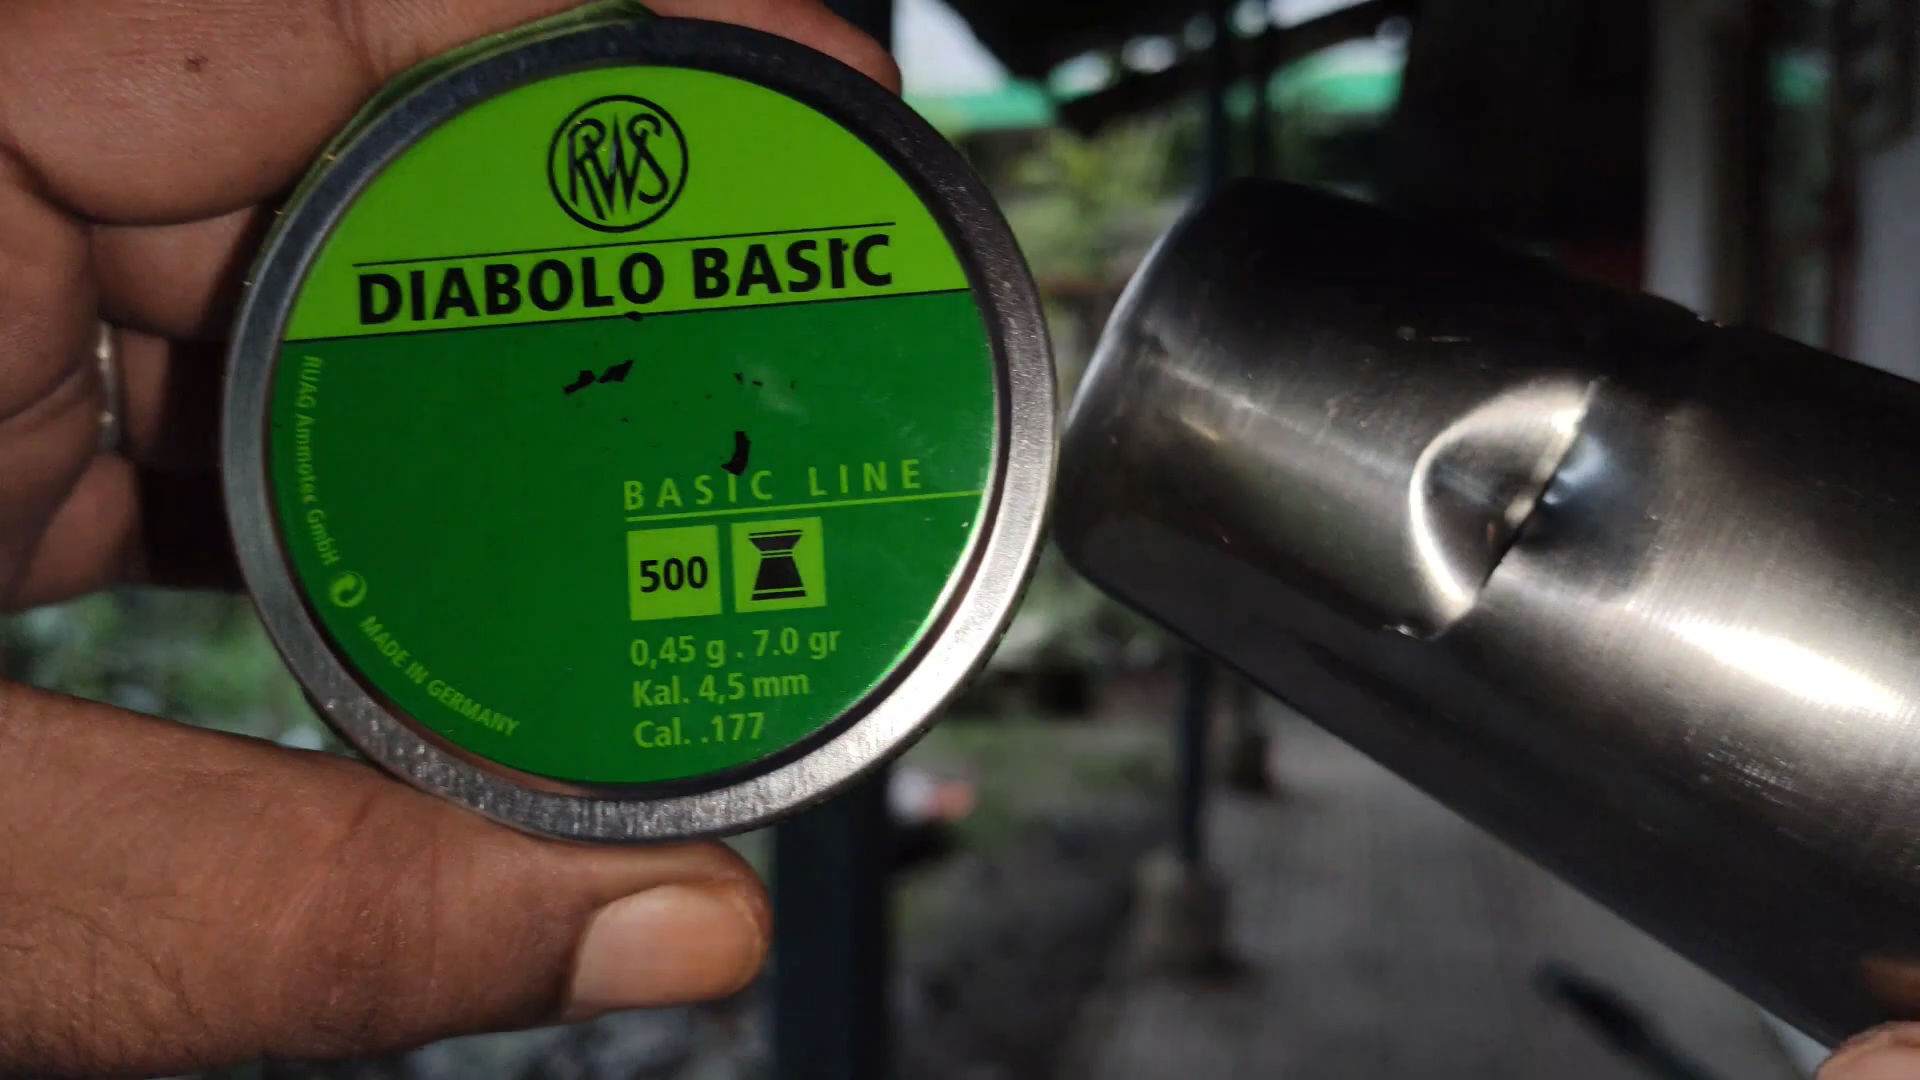 RWS
DIABOLO BASIC
BASIC LINE
500
0,45 g . 7.0 gr
Kal. 4,5 mm
Cal. .177
RUAG Ammotec GmbH
MADE IN GERMANY